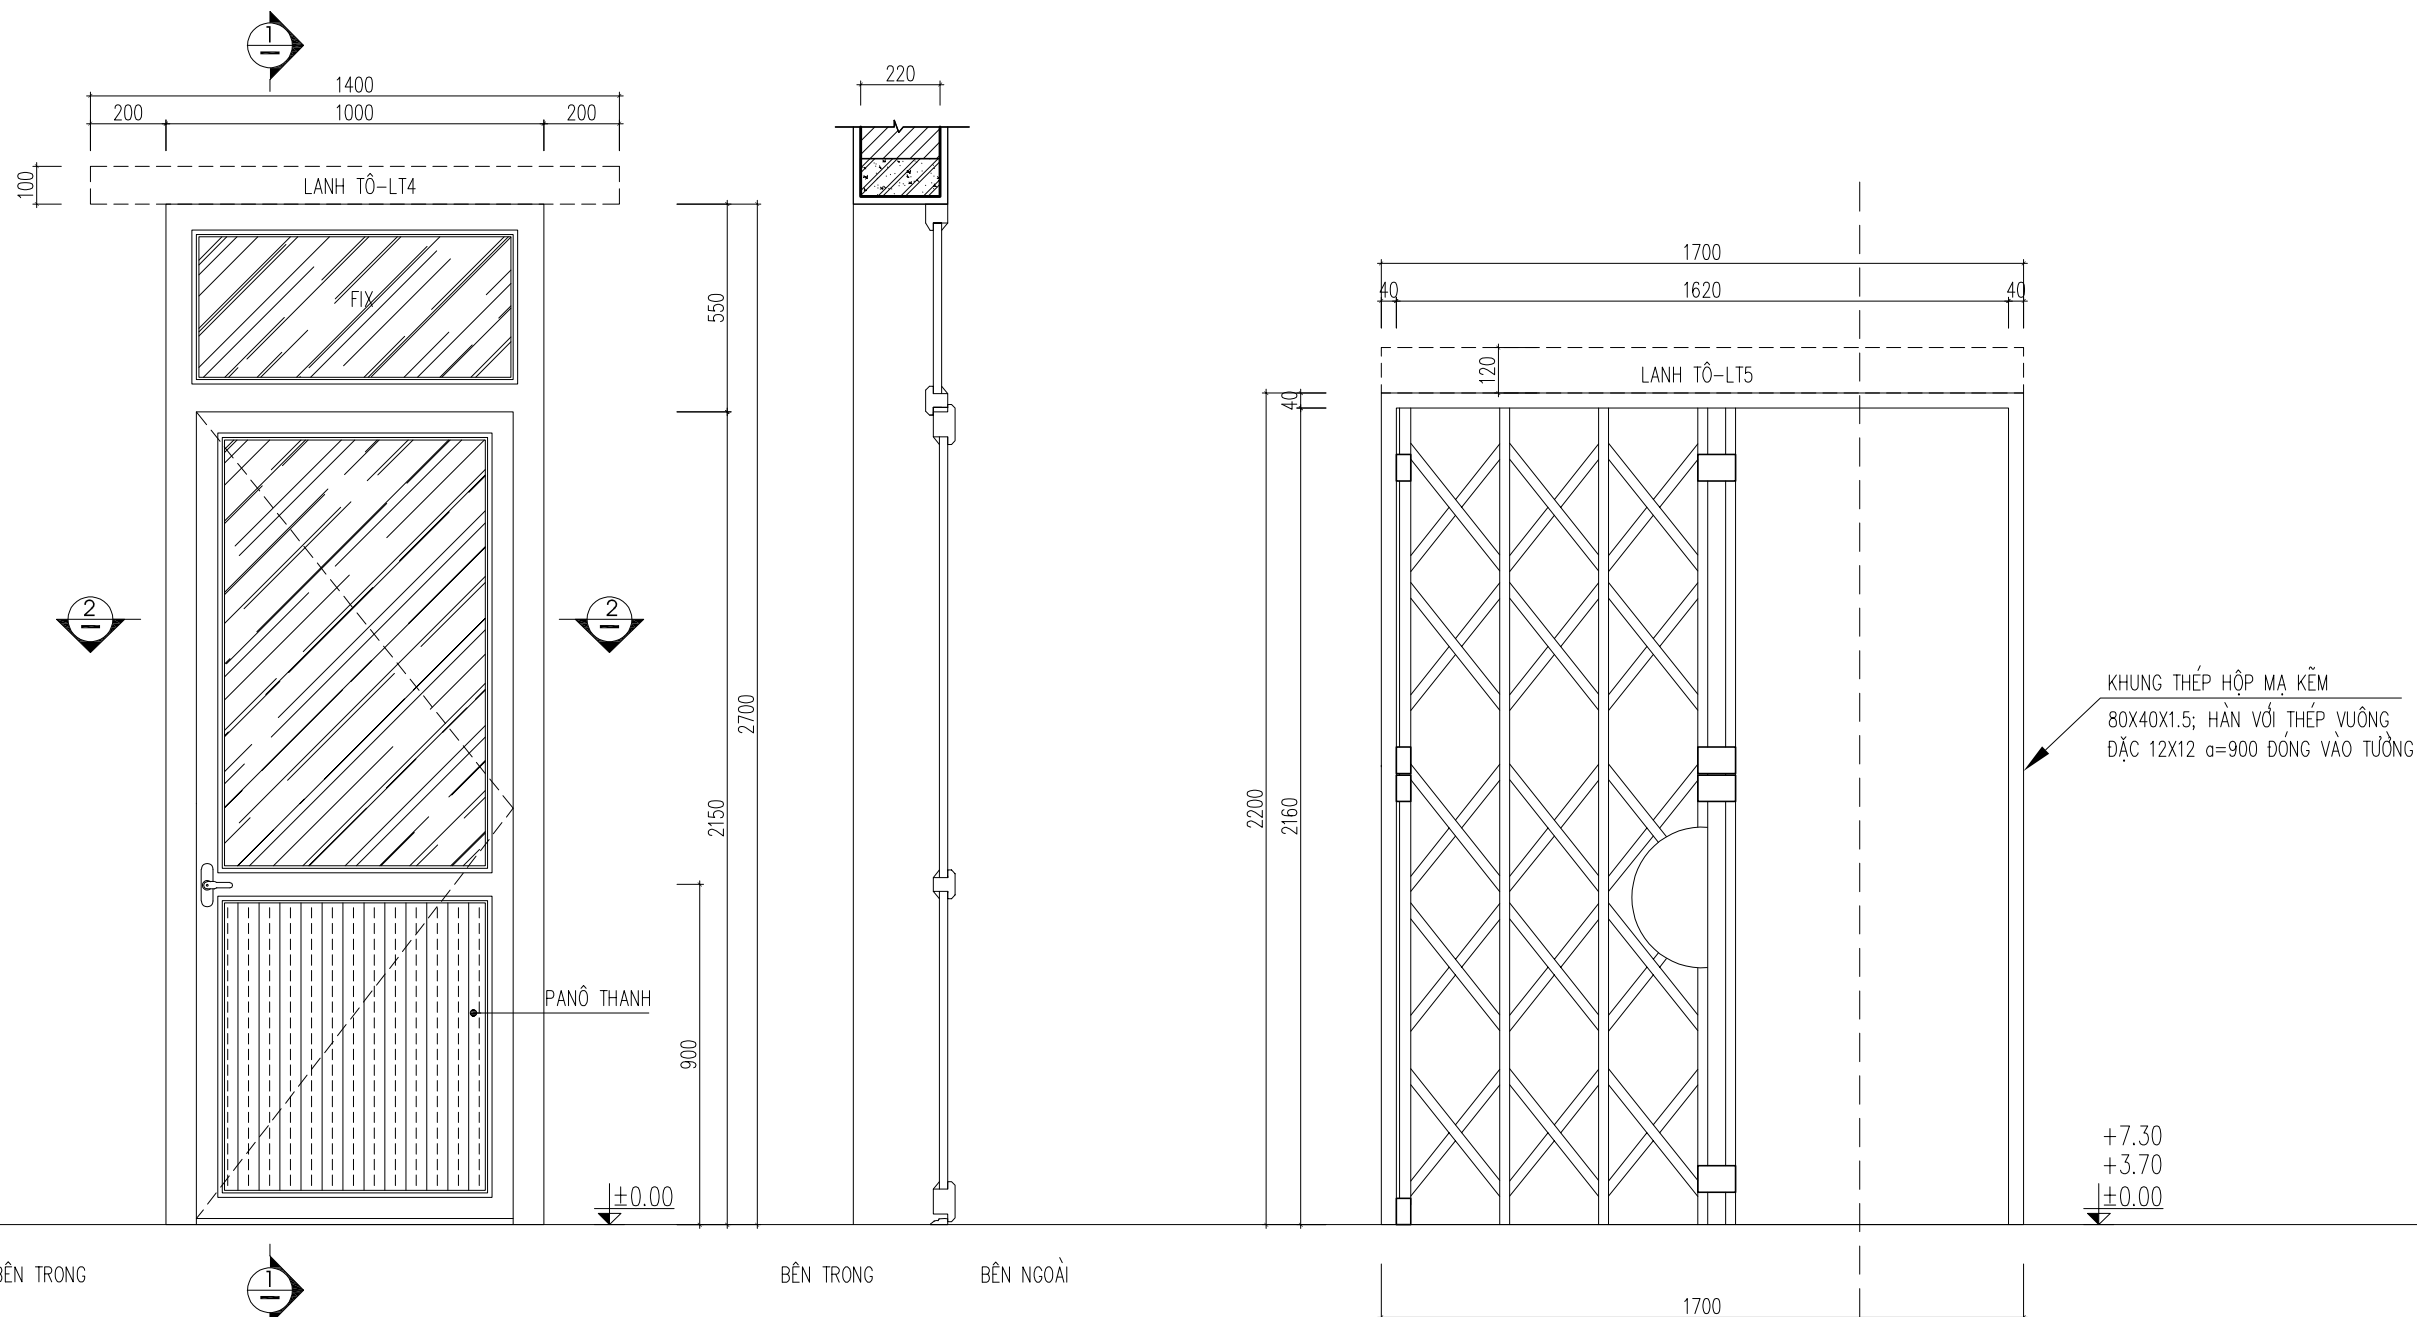 1
1400
200
1000
200
100
LANH TÔ-LT4
FIX
2
2
PANÔ THANH
±0.00
550
2150
2700
900
BÊN TRONG
1
220
BÊN TRONG
BÊN NGOÀI
1700
40
1620
40
120
LANH TÔ-LT5
40
2200
2160
KHUNG THÉP HỘP MẠ KẼM
80X40X1.5; HÀN VỚI THÉP VUÔNG
ĐẶC 12X12 a=900 ĐÓNG VÀO TƯỜNG
+7.30
+3.70
±0.00
1700